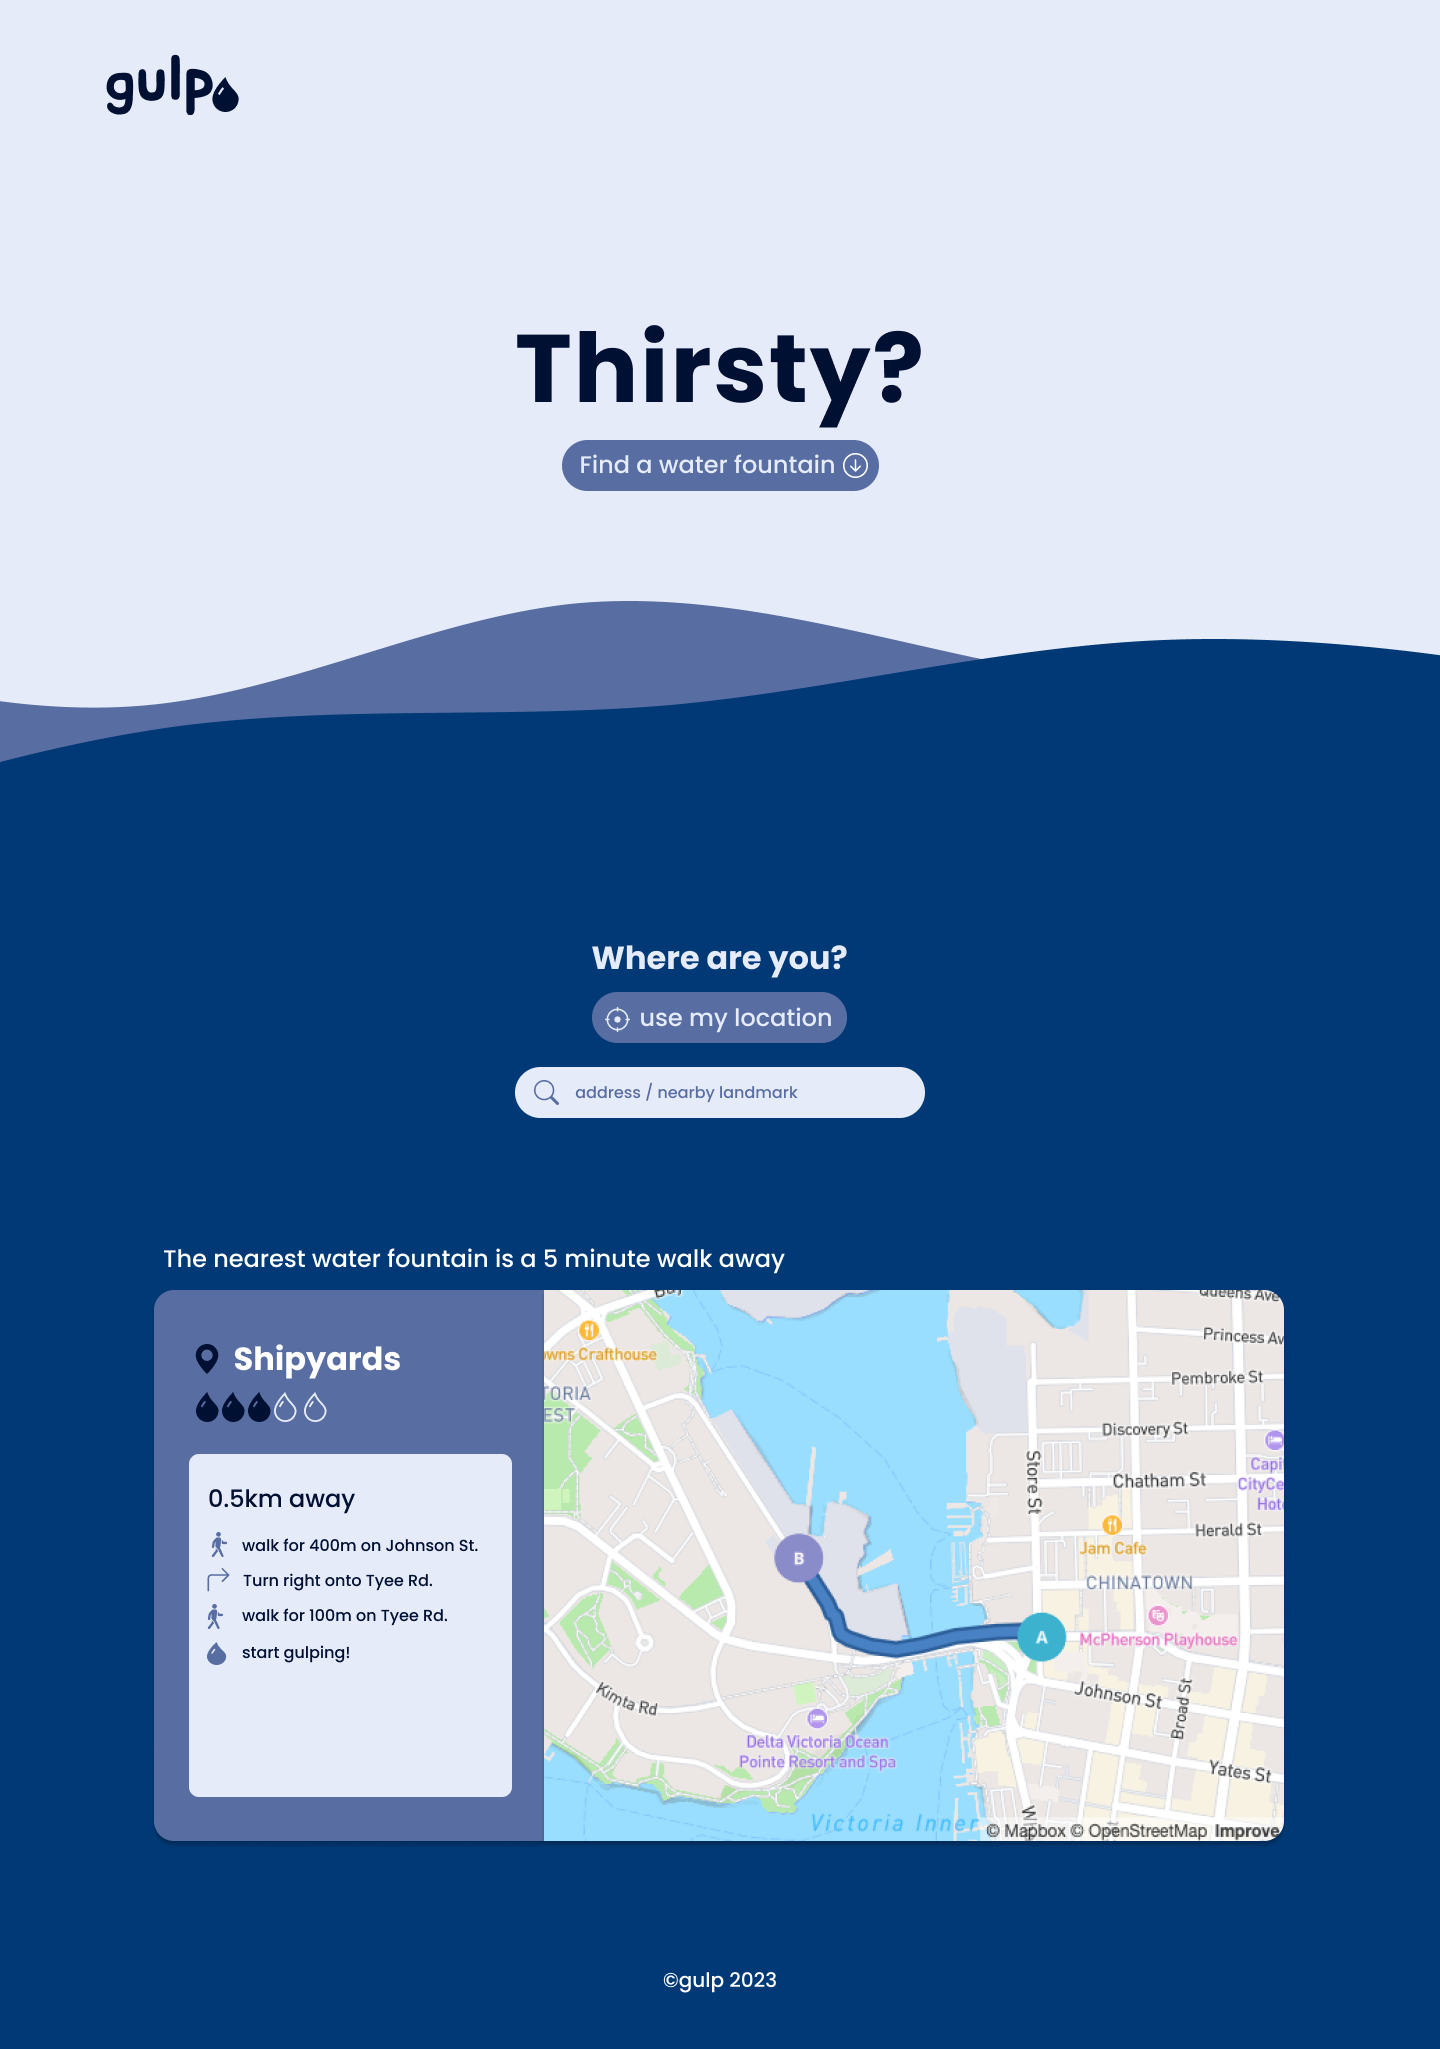 gulp
Thirsty?
Find a water fountain
Where are you?
use my location
address / nearby landmark
The nearest water fountain is a 5 minute walk away
Shipyards
0.5km away
walk for 400m on Johnson St.
Turn right onto Tyee Rd.
walk for 100m on Tyee Rd.
start gulping!
Queens Ave
Princess Av
wns Crafthouse
Pembroke St
TORIA
EST
Discovery St
Store St
Capi
CityCe
Hot
Chatham St
Herald St
Jam Cafe
B
CHINATOWN
A
McPherson Playhouse
Kimta Rd
Johnson St
Broad St
Delta Victoria Ocean
Pointe Resort and Spa
Yates St
Victoria Inner
© Mapbox © OpenStreetMap Improve
©gulp 2023